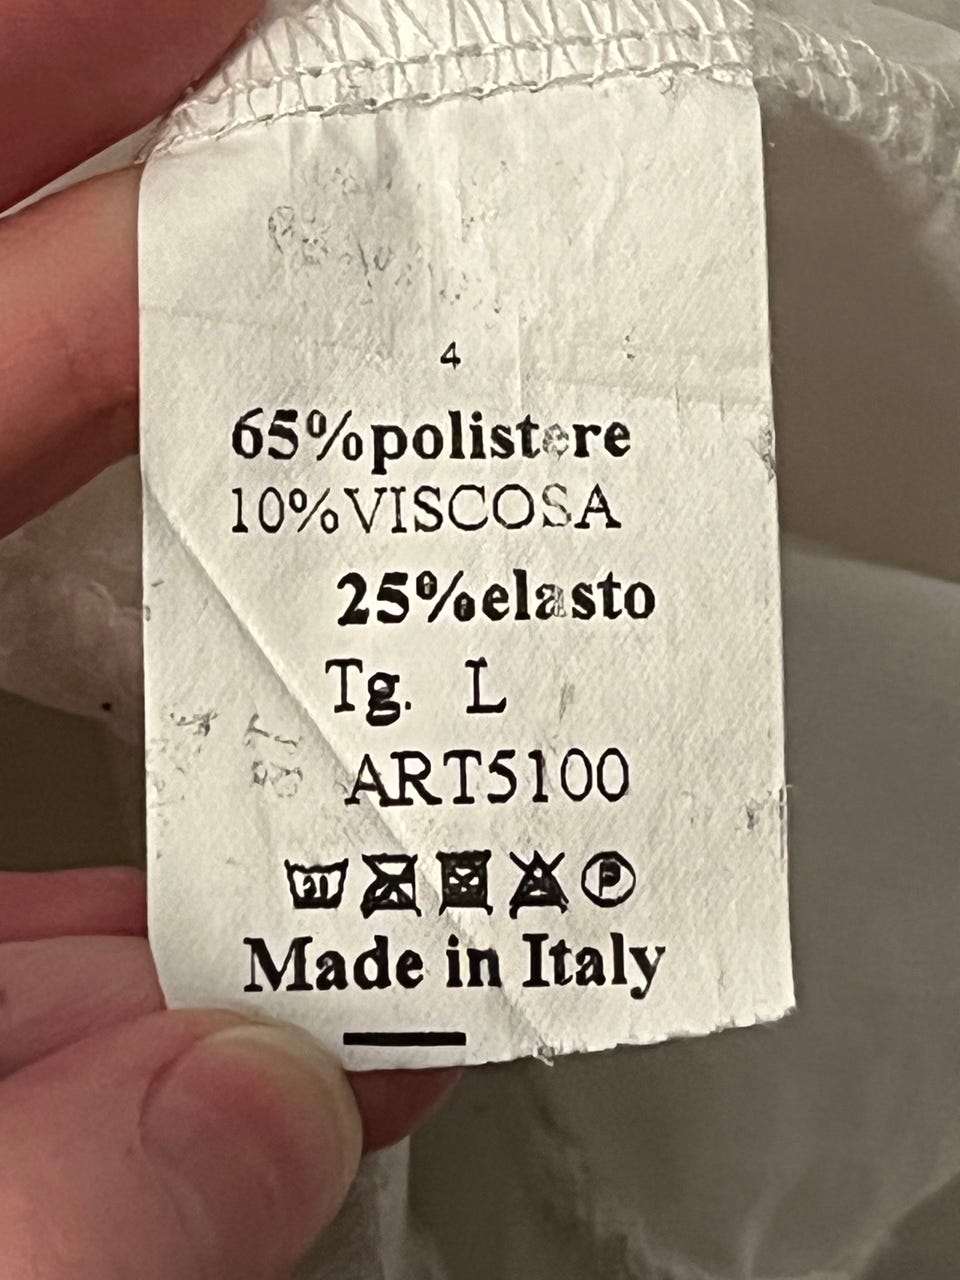 4
65%polistere
10%VISCOSA
25%elasto
Tg. L
ART5100
P
Made in Italy